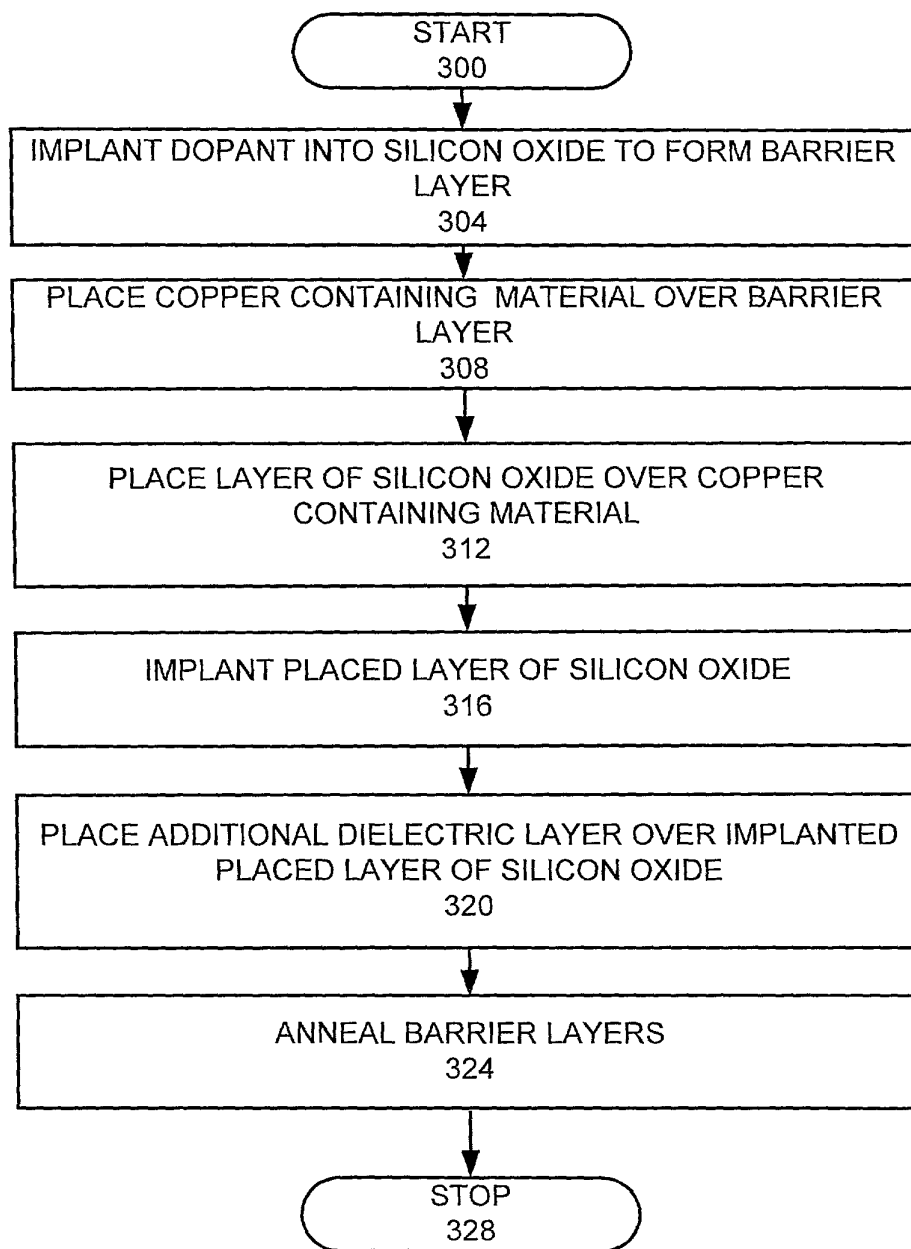 START
300
IMPLANT DOPANT INTO SILICON OXIDE TO FORM BARRIER
LAYER
304
PLACE COPPER CONTAINING MATERIAL OVER BARRIER
LAYER
308
PLACE LAYER OF SILICON OXIDE OVER COPPER
CONTAINING MATERIAL
312
IMPLANT PLACED LAYER OF SILICON OXIDE
316
PLACE ADDITIONAL DIELECTRIC LAYER OVER IMPLANTED
PLACED LAYER OF SILICON OXIDE
320
ANNEAL BARRIER LAYERS
324
STOP
328